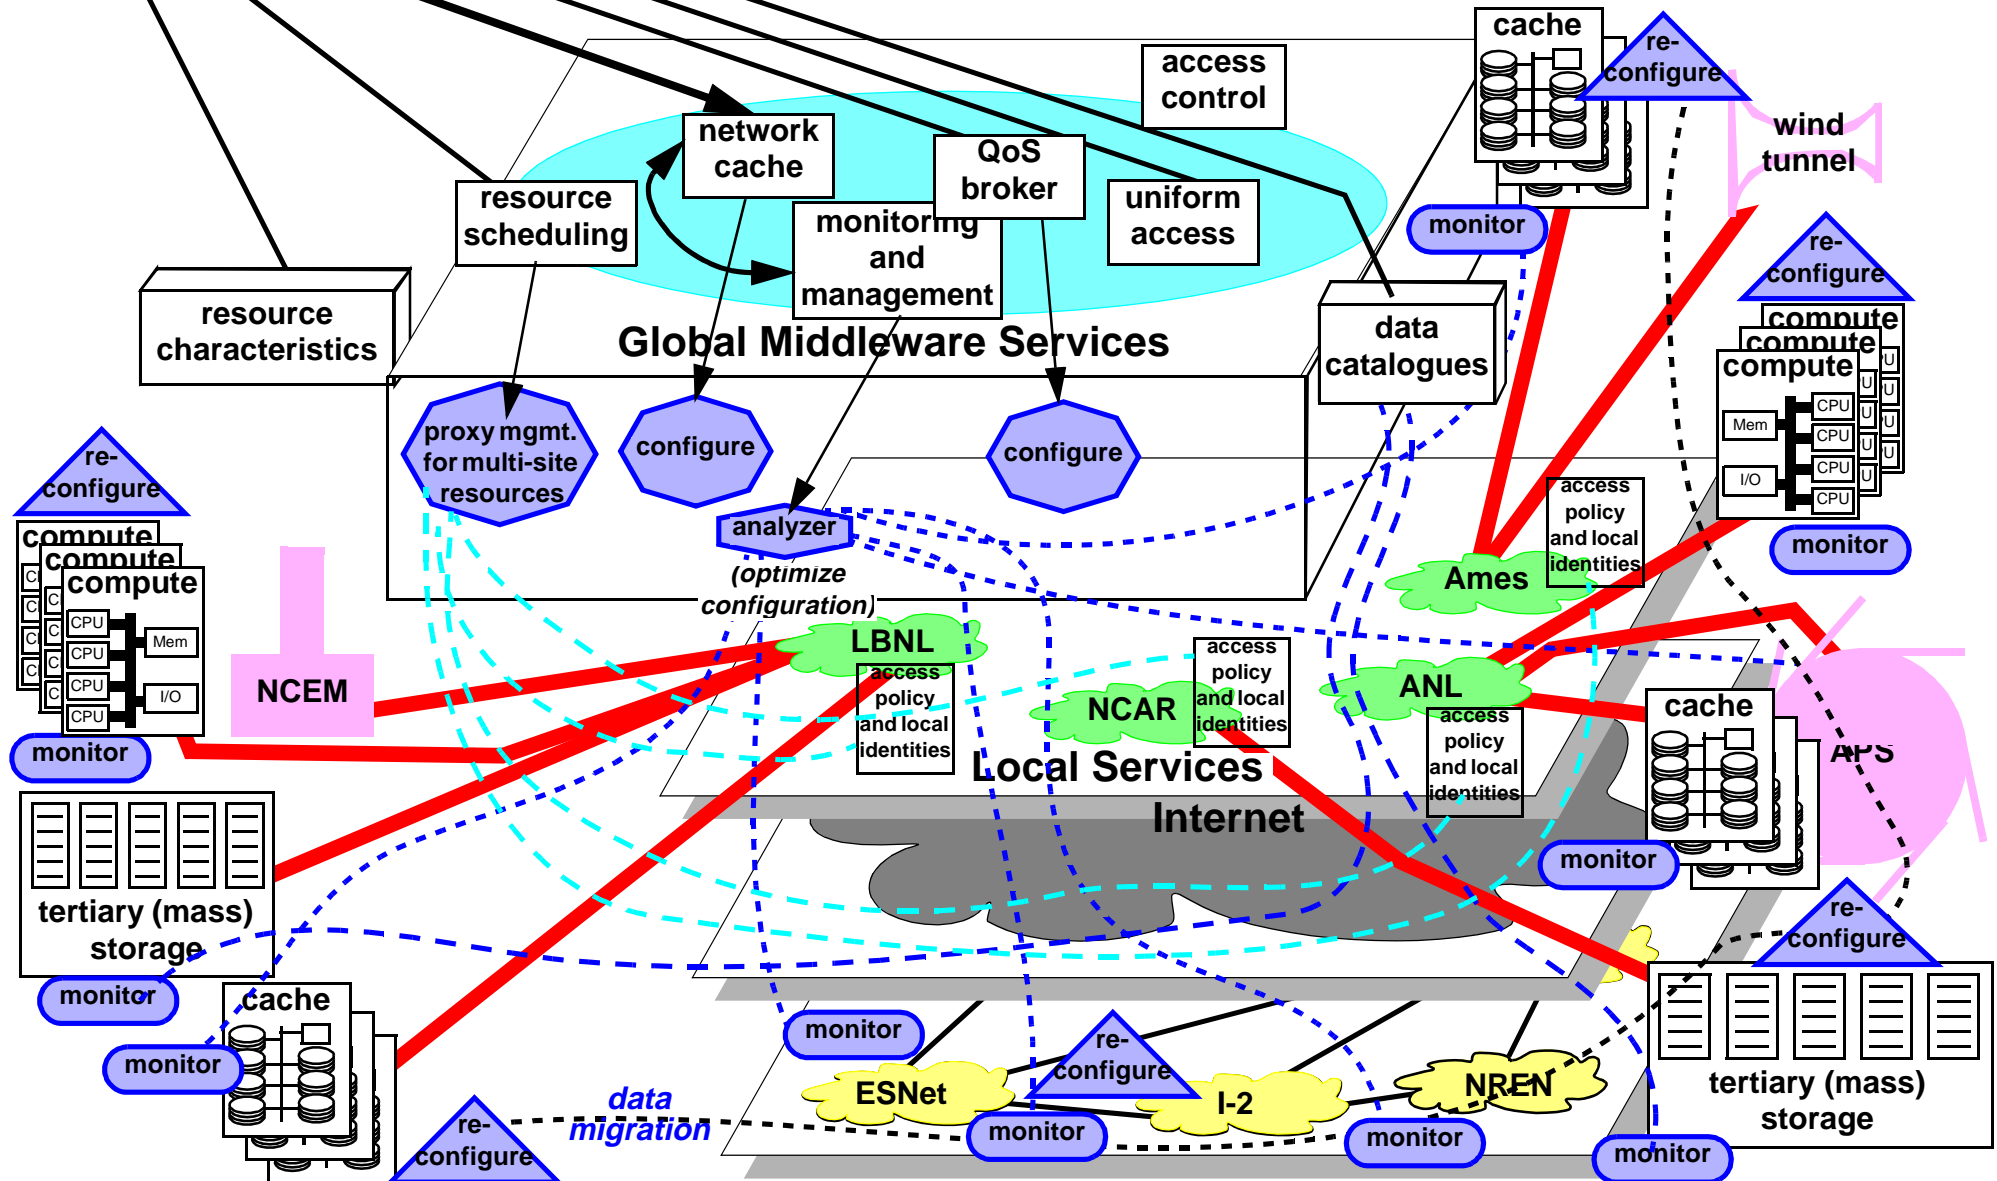 cache
re-
configure
access
control
wind
tunnel
network
cache
QoS
broker
resource
scheduling
uniform
access
monitoring
and
management
monitor
re-
configure
resource
characteristics
Global Middleware Services
data
catalogues
compute
compute
compute
CPU
CPU
CPU
CPU
Mem
I/O
PU
PU
PU
PU
U
U
U
U
monitor
proxy mgmt.
for multi-site
resources
configure
configure
analyzer
(optimize
configuration)
re-
configure
compute
compute
compute
CPU
CPU
CPU
CPU
Mem
I/O
C
C
C
C
C
C
C
C
monitor
NCEM
access
policy
and local
identities
Ames
LBNL
access
policy
and local
identities
NCAR
access
policy
and local
identities
ANL
access
policy
and local
identities
Local Services
Internet
cache
APS
monitor
tertiary (mass)
storage
monitor
cache
monitor
re-
configure
data
migration
monitor
re-
configure
ESNet
I-2
NREN
monitor
monitor
re-
configure
tertiary (mass)
storage
monitor